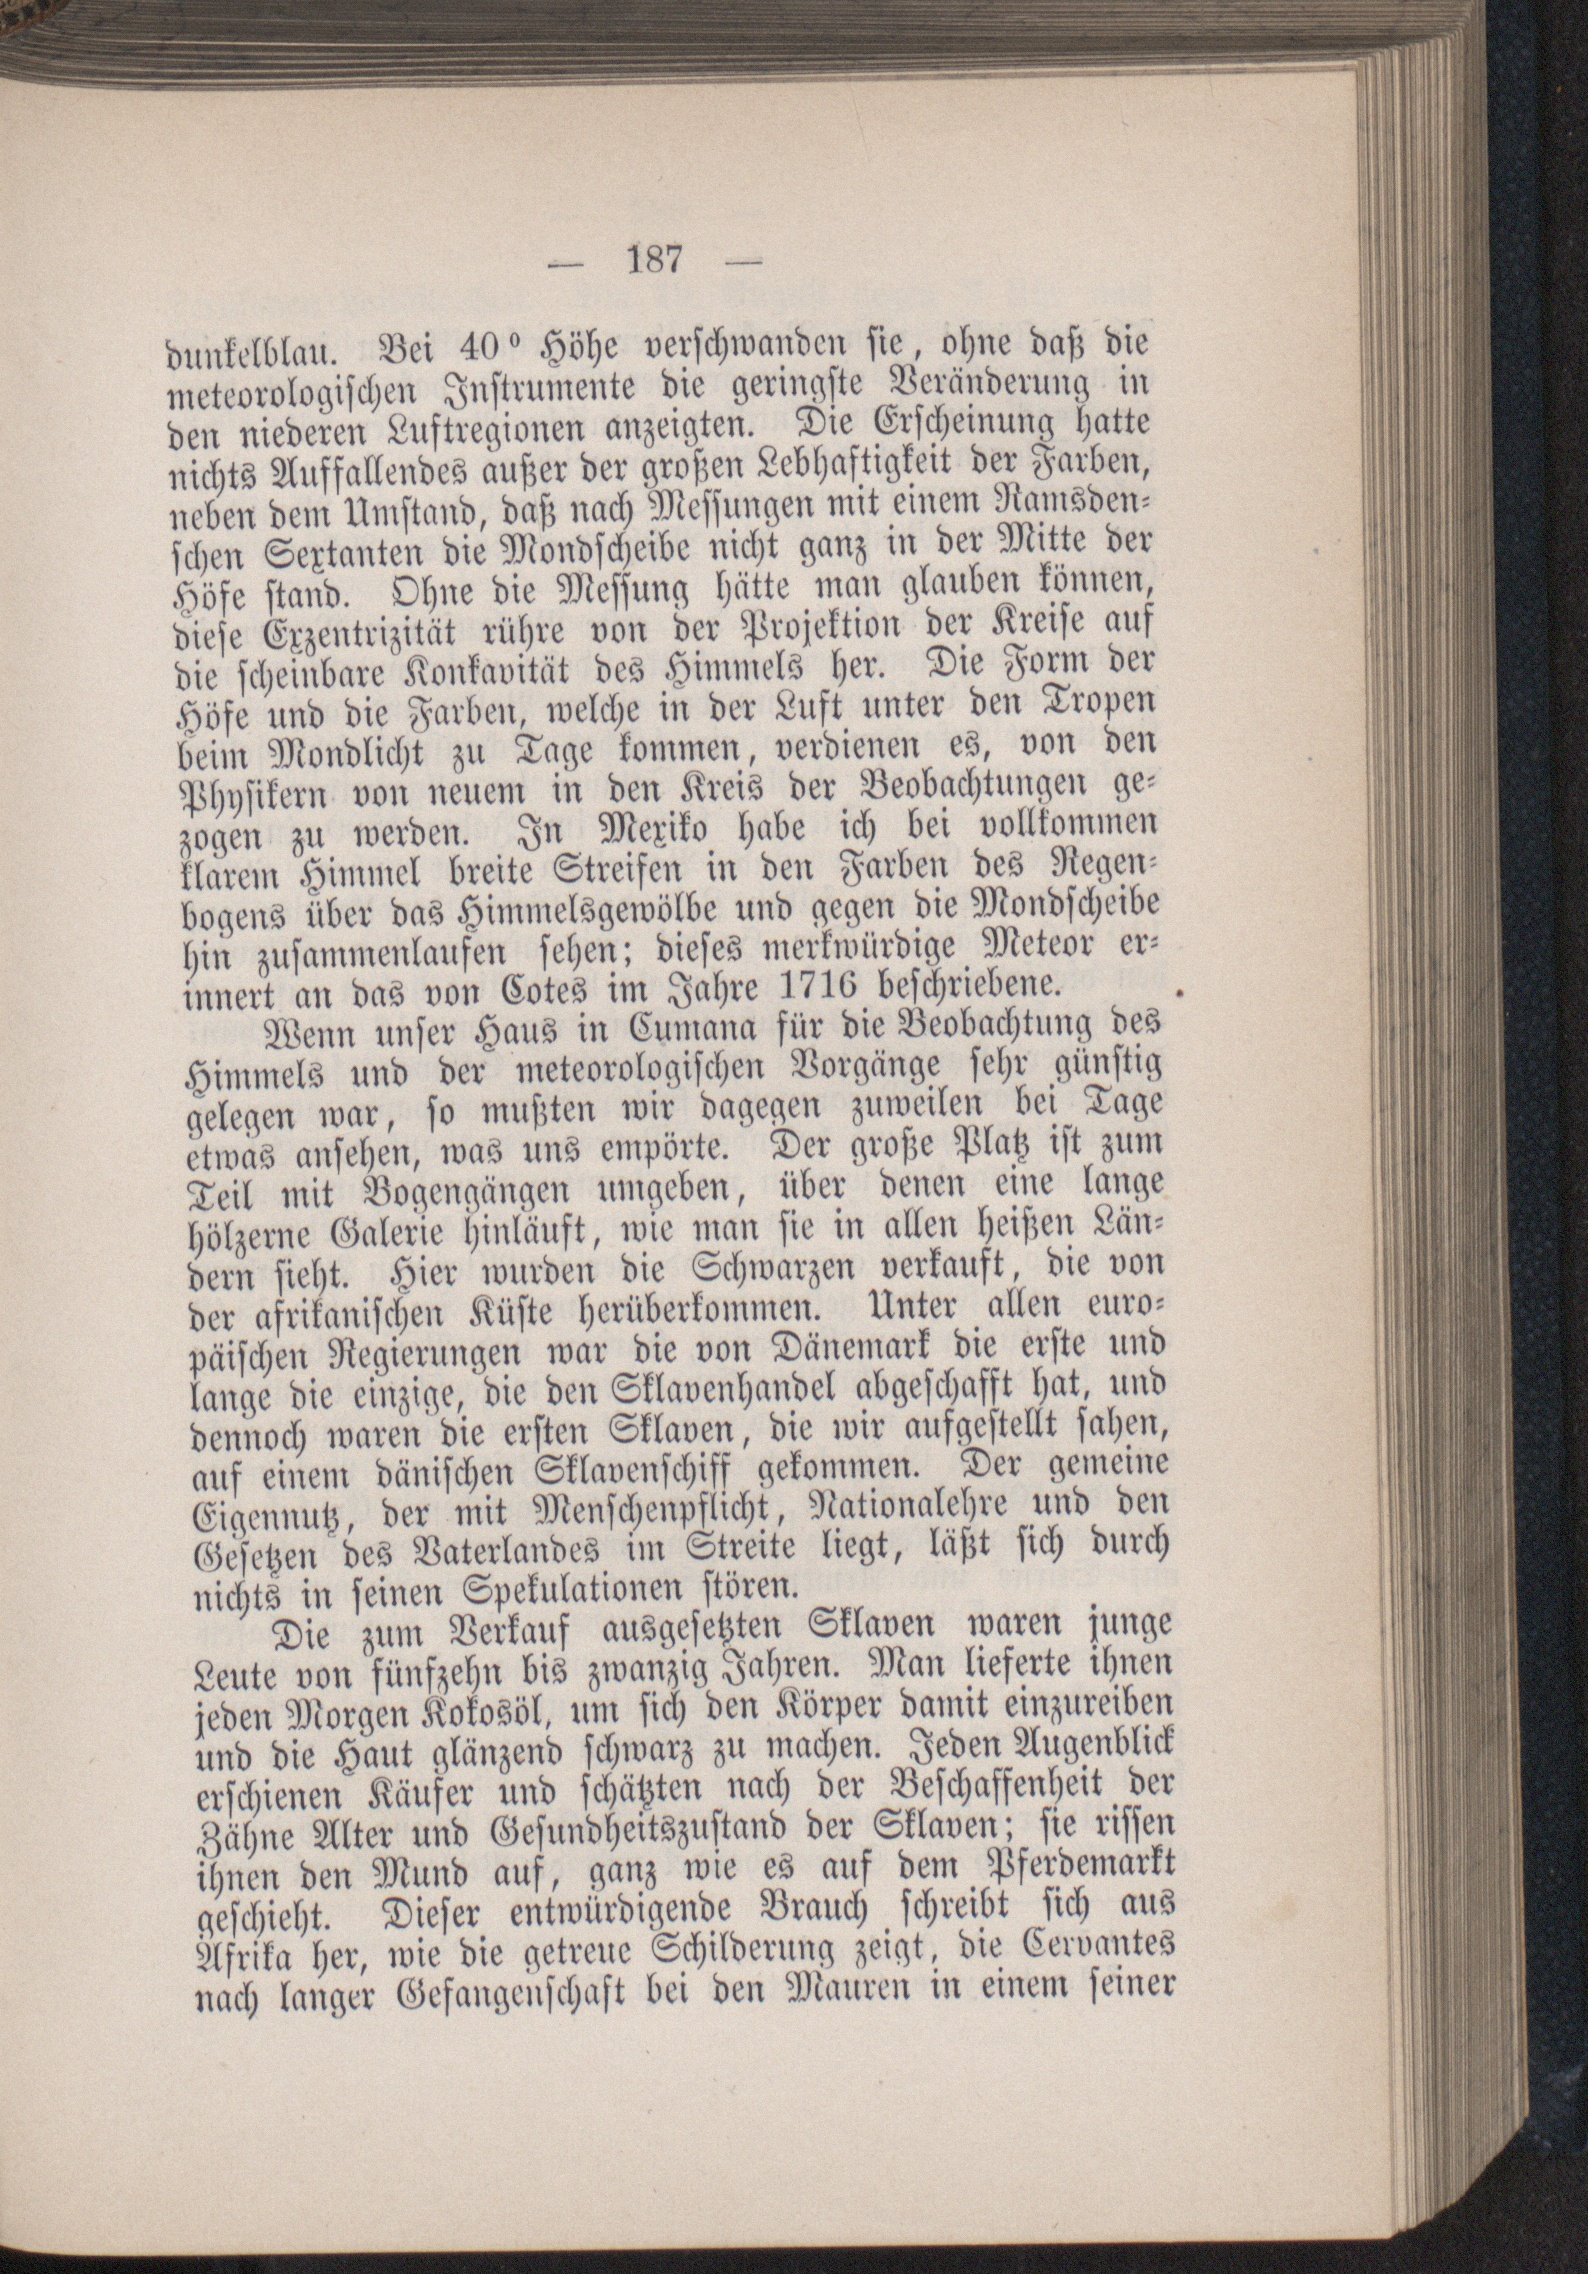 — 187 —
dunkelblau. Bei 40° Höhe verschwanden sie, ohne daß die
meteorologischen Instrumente die geringste Veränderung in
den niederen Luftregionen anzeigten. Die Erscheinung hatte
nichts Auffallendes außer der großen Lebhaftigkeit der Farben,
neben dem Umstand, daß nach Messungen mit einem Ramsden-
schen Sextanten die Mondscheibe nicht ganz in der Mitte der
Höfe stand. Ohne die Messung hätte man glauben können,
diese Exzentrizität rühre von der Projektion der Kreise auf
die scheinbare Konkavität des Himmels her. Die Form der
Höfe und die Farben, welche in der Luft unter den Tropen
beim Mondlicht zu Tage kommen, verdienen es, von den
Physikern von neuem in den Kreis der Beobachtungen ge-
zogen zu werden. In Mexiko habe ich bei vollkommen
klarem Himmel breite Streifen in den Farben des Regen-
bogens über das Himmelsgewölbe und gegen die Mondscheibe
hin zusammenlaufen sehen; dieses merkwürdige Meteor er-
innert an das von Cotes im Jahre 1716 beschriebene.
Wenn unser Haus in Cumana für die Beobachtung des
Himmels und der meteorologischen Vorgänge sehr günstig
gelegen war, so mußten wir dagegen zuweilen bei Tage
etwas ansehen, was uns empörte. Der große Platz ist zum
Teil mit Bogengängen umgeben, über denen eine lange
hölzerne Galerie hinläuft, wie man sie in allen heißen Län-
dern sieht. Hier wurden die Schwarzen verkauft, die von
der afrikanischen Küste herüberkommen. Unter allen euro-
päischen Regierungen war die von Dänemark die erste und
lange die einzige, die den Sklavenhandel abgeschafft hat, und
dennoch waren die ersten Sklaven, die wir aufgestellt sahen,
auf einem dänischen Sklavenschiff gekommen. Der gemeine
Eigennutz, der mit Menschenpflicht, Nationalehre und den
Gesetzen des Vaterlandes im Streite liegt, läßt sich durch
nichts in seinen Spekulationen stören.
Die zum Verkauf ausgesetzten Sklaven waren junge
Leute von fünfzehn bis zwanzig Jahren. Man lieferte ihnen
jeden Morgen Kokosöl, um sich den Körper damit einzureiben
und die Haut glänzend schwarz zu machen. Jeden Augenblick
erschienen Käufer und schätzten nach der Beschaffenheit der
Zähne Alter und Gesundheitszustand der Sklaven; sie rissen
ihnen den Mund auf, ganz wie es auf dem Pferdemarkt
geschieht. Dieser entwürdigende Brauch schreibt sich aus
Afrika her, wie die getreue Schilderung zeigt, die Cervantes
nach langer Gefangenschaft bei den Mauren in einem seiner